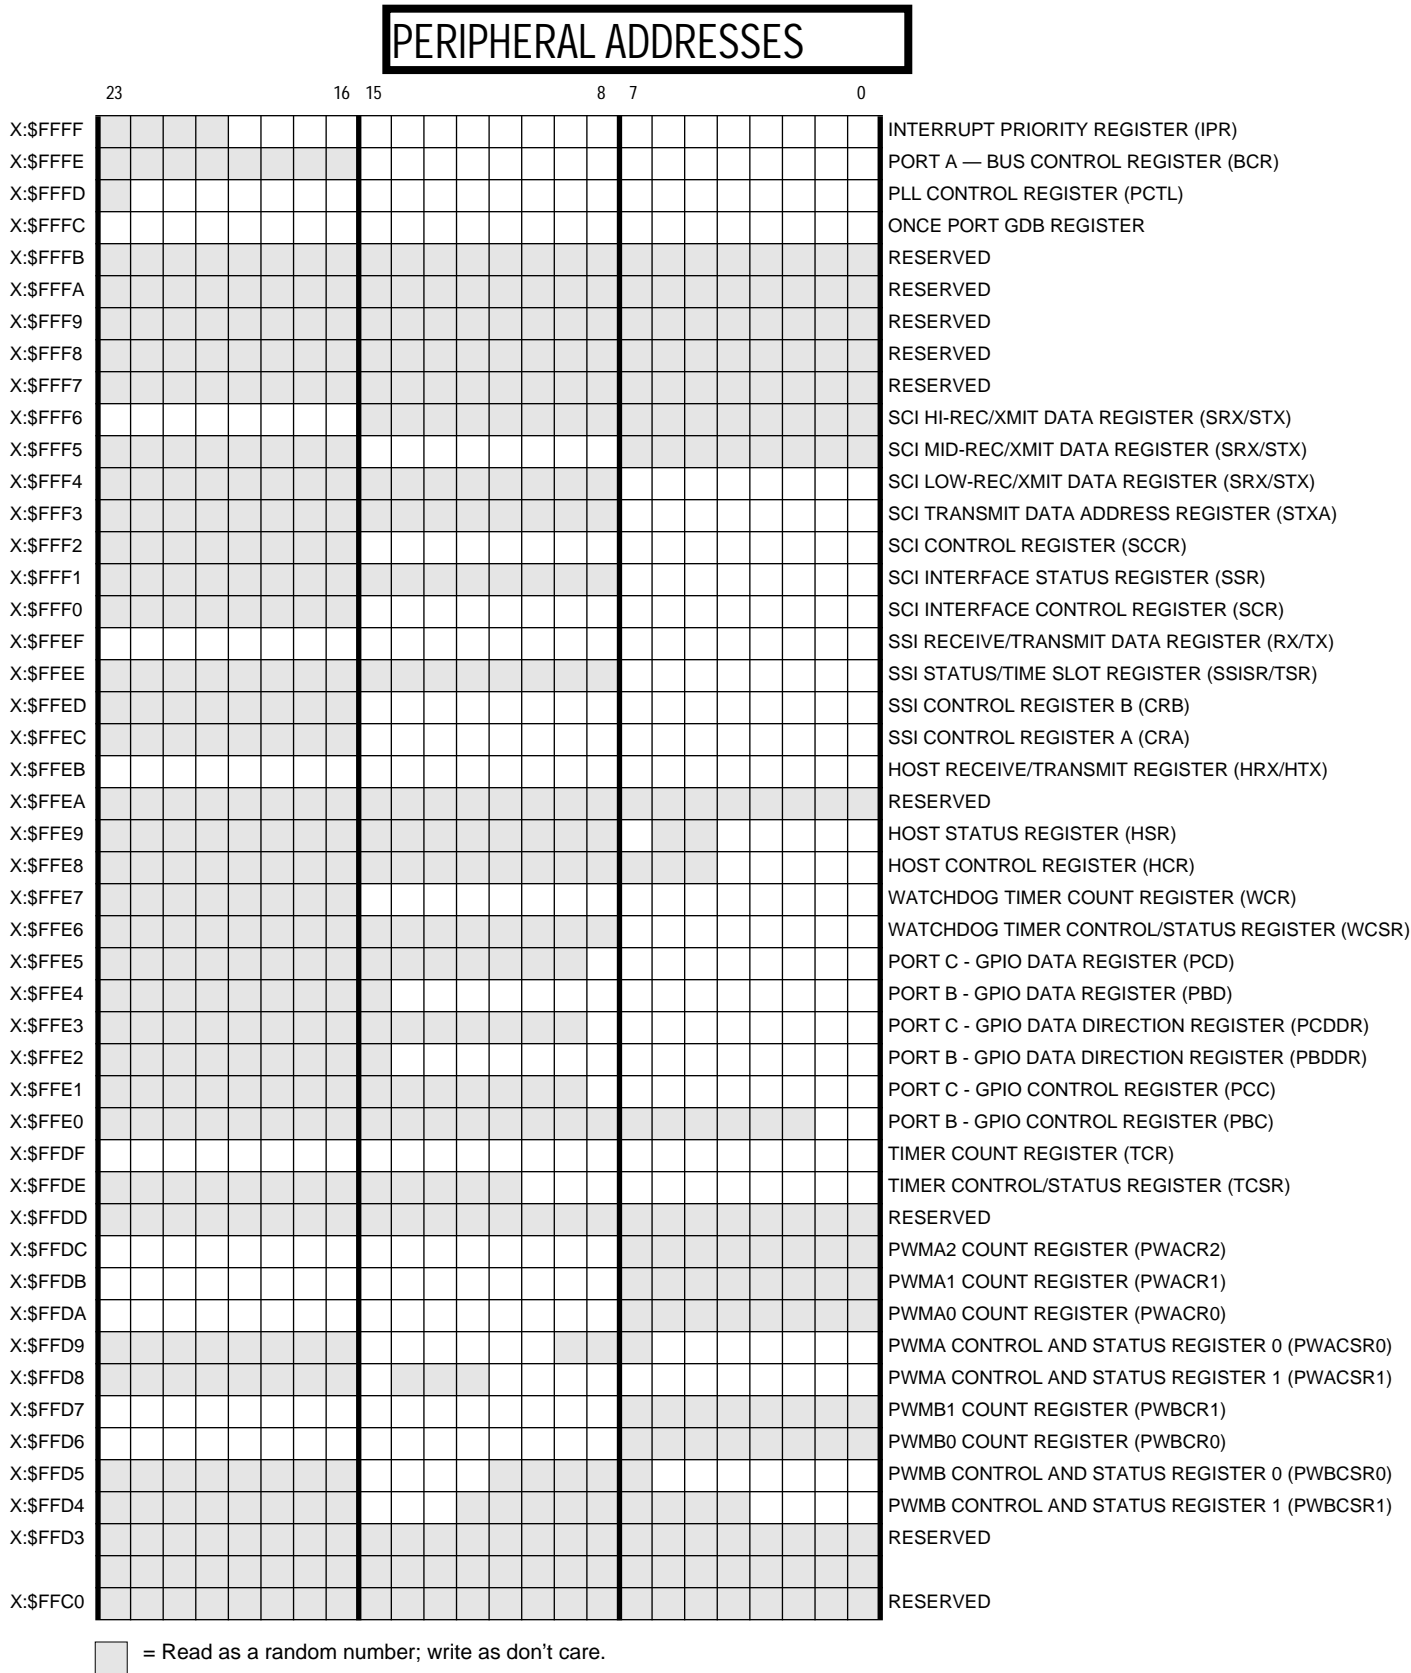 PERIPHERAL ADDRESSES
23 16 15 8 7 0
X:$FFFF INTERRUPT PRIORITY REGISTER (IPR)
X:$FFFE PORT A — BUS CONTROL REGISTER (BCR)
X:$FFFD PLL CONTROL REGISTER (PCTL)
X:$FFFC ONCE PORT GDB REGISTER
X:$FFFB RESERVED
X:$FFFA RESERVED
X:$FFF9 RESERVED
X:$FFF8 RESERVED
X:$FFF7 RESERVED
X:$FFF6 SCI HI-REC/XMIT DATA REGISTER (SRX/STX)
X:$FFF5 SCI MID-REC/XMIT DATA REGISTER (SRX/STX)
X:$FFF4 SCI LOW-REC/XMIT DATA REGISTER (SRX/STX)
X:$FFF3 SCI TRANSMIT DATA ADDRESS REGISTER (STXA)
X:$FFF2 SCI CONTROL REGISTER (SCCR)
X:$FFF1 SCI INTERFACE STATUS REGISTER (SSR)
X:$FFF0 SCI INTERFACE CONTROL REGISTER (SCR)
X:$FFEF SSI RECEIVE/TRANSMIT DATA REGISTER (RX/TX)
X:$FFEE SSI STATUS/TIME SLOT REGISTER (SSISR/TSR)
X:$FFED SSI CONTROL REGISTER B (CRB)
X:$FFEC SSI CONTROL REGISTER A (CRA)
X:$FFEB HOST RECEIVE/TRANSMIT REGISTER (HRX/HTX)
X:$FFEA RESERVED
X:$FFE9 HOST STATUS REGISTER (HSR)
X:$FFE8 HOST CONTROL REGISTER (HCR)
X:$FFE7 WATCHDOG TIMER COUNT REGISTER (WCR)
X:$FFE6 WATCHDOG TIMER CONTROL/STATUS REGISTER (WCSR)
X:$FFE5 PORT C - GPIO DATA REGISTER (PCD)
X:$FFE4 PORT B - GPIO DATA REGISTER (PBD)
X:$FFE3 PORT C - GPIO DATA DIRECTION REGISTER (PCDDR)
X:$FFE2 PORT B - GPIO DATA DIRECTION REGISTER (PBDDR)
X:$FFE1 PORT C - GPIO CONTROL REGISTER (PCC)
X:$FFE0 PORT B - GPIO CONTROL REGISTER (PBC)
X:$FFDF TIMER COUNT REGISTER (TCR)
X:$FFDE TIMER CONTROL/STATUS REGISTER (TCSR)
X:$FFDD RESERVED
X:$FFDC PWMA2 COUNT REGISTER (PWACR2)
X:$FFDB PWMA1 COUNT REGISTER (PWACR1)
X:$FFDA PWMA0 COUNT REGISTER (PWACR0)
X:$FFD9 PWMA CONTROL AND STATUS REGISTER 0 (PWACSR0)
X:$FFD8 PWMA CONTROL AND STATUS REGISTER 1 (PWACSR1)
X:$FFD7 PWMB1 COUNT REGISTER (PWBCR1)
X:$FFD6 PWMB0 COUNT REGISTER (PWBCR0)
X:$FFD5 PWMB CONTROL AND STATUS REGISTER 0 (PWBCSR0)
X:$FFD4 PWMB CONTROL AND STATUS REGISTER 1 (PWBCSR1)
X:$FFD3 RESERVED
X:$FFC0 RESERVED
= Read as a random number; write as don’t care.